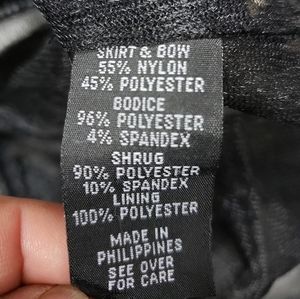 SKIRT & BOW
55% NYLON
45% POLYESTER
BODICE
96% POLYESTER
4% SPANDEX
SHRUG
90% POLYESTER
10% SPANDEX
LINING
100% POLYESTER
MADE IN
PHILIPPINES
SEE OVER
FOR CARE